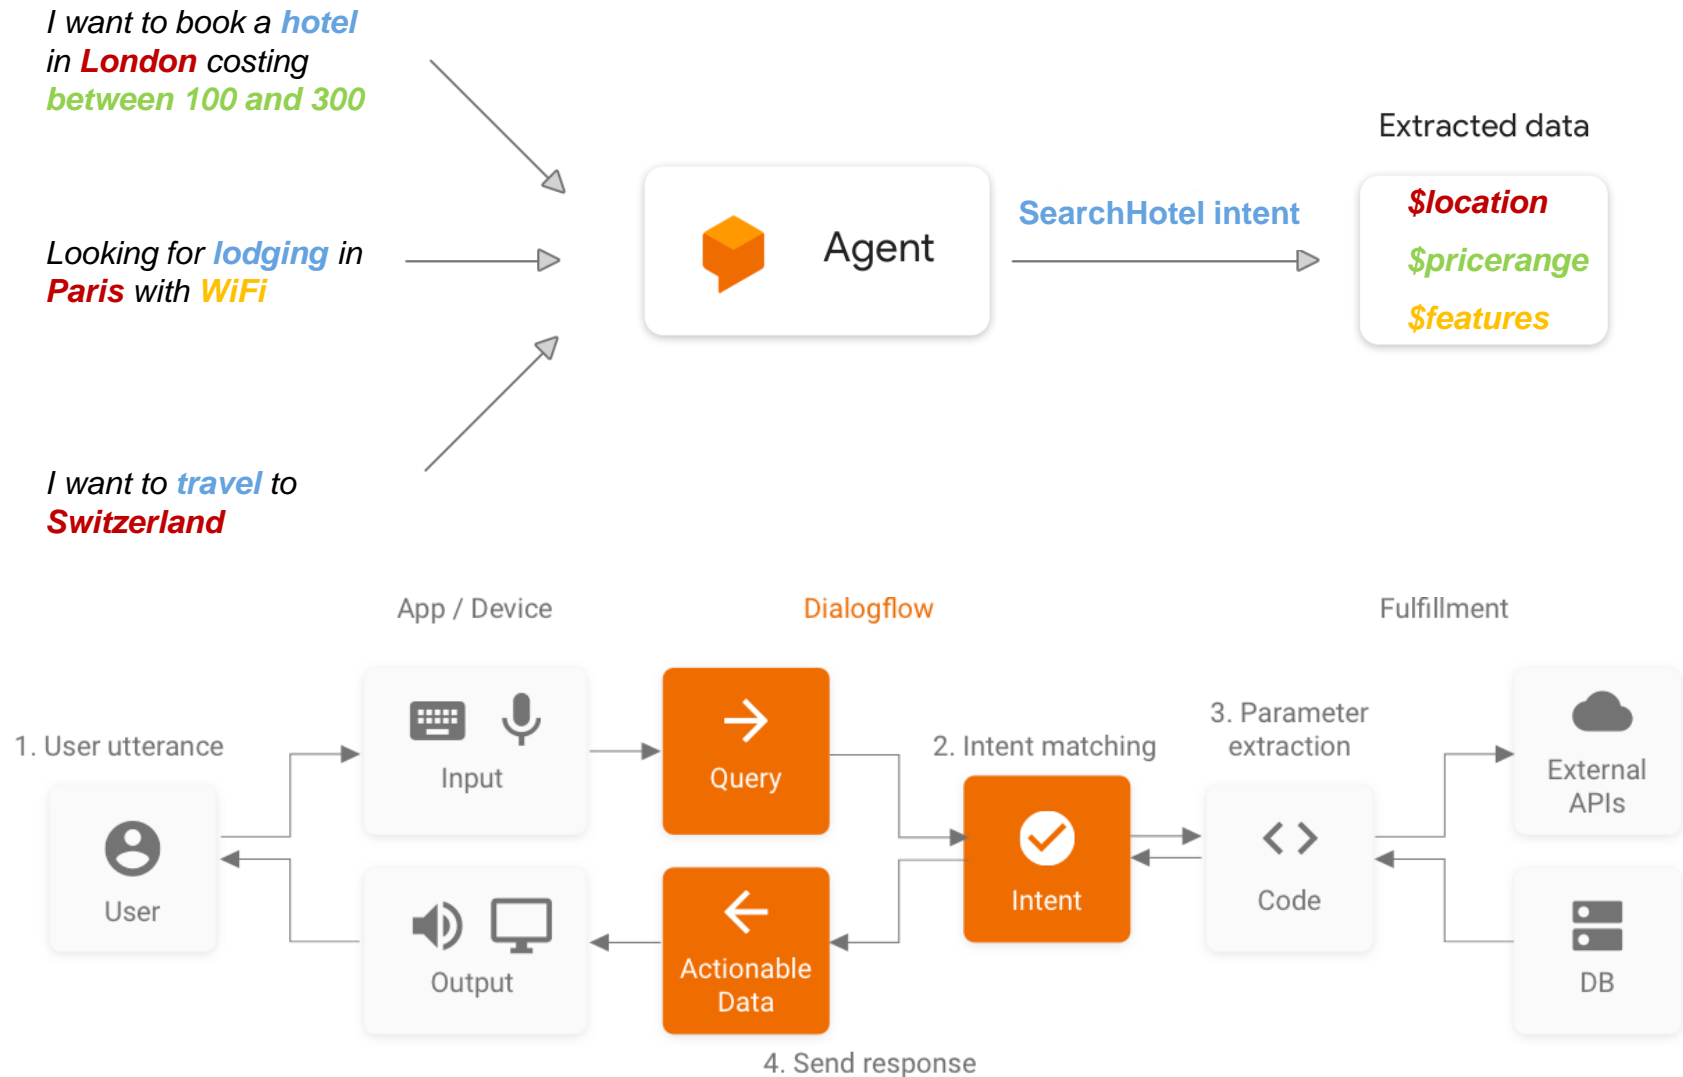 I want to book a hotel
in London costing
between 100 and 300
Extracted data
$location
SearchHotel intent
Agent
$pricerange
Looking for lodging in
Paris with WiFi
$features
I want to travel to
Switzerland
App / Device
Dialogflow
Fulfillment
1. User utterance
Input
Query
2. Intent matching
3. Parameter
extraction
External
APIs
User
Intent
Code
Output
Actionable
Data
DB
4. Send response